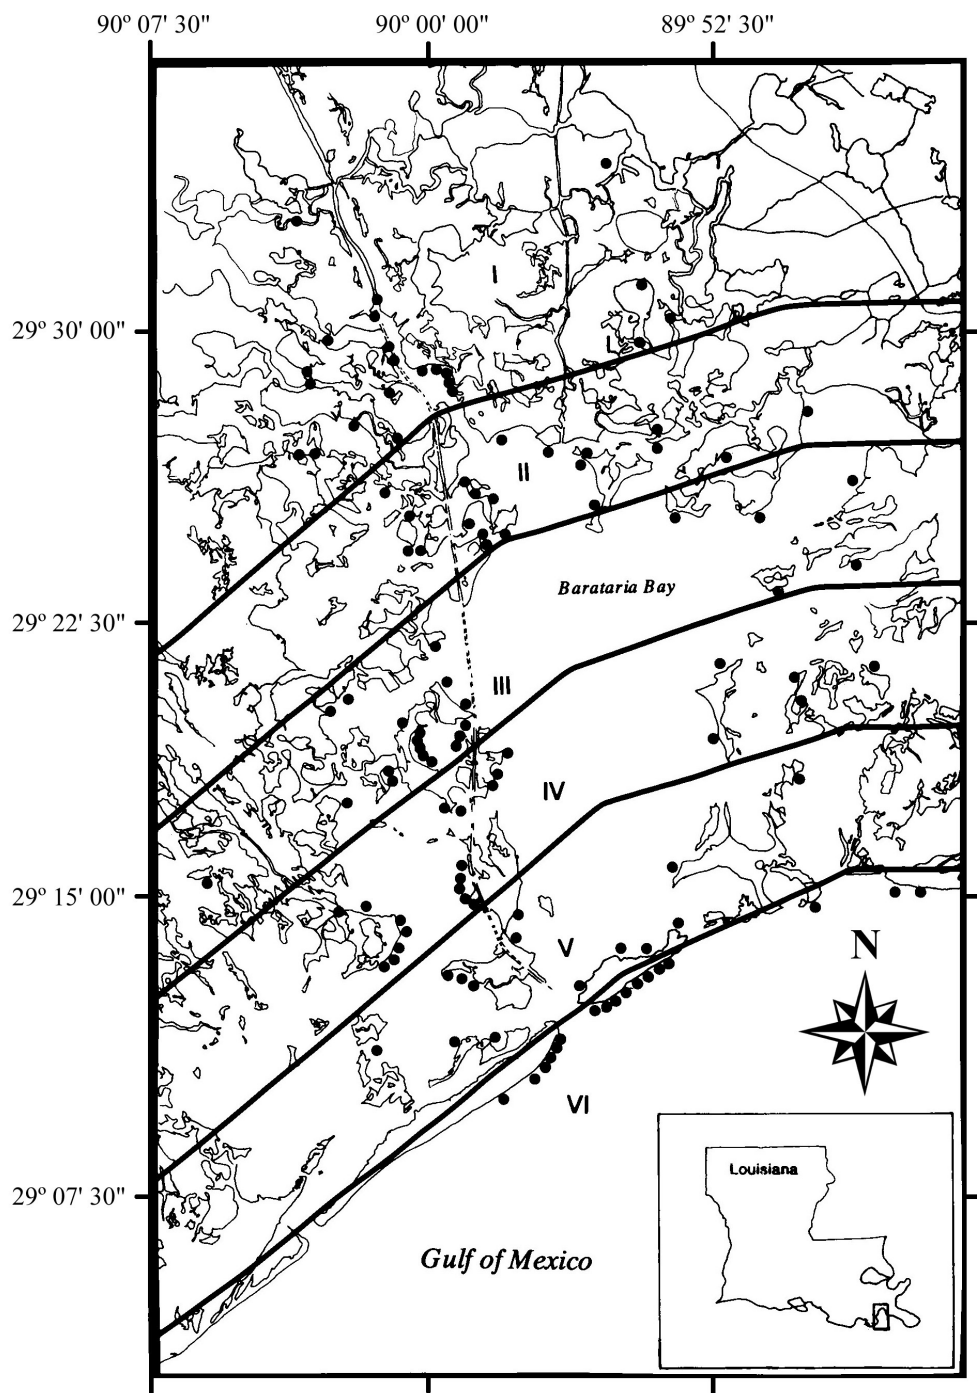 90º 07' 30" 90º 00' 00" 89º 52' 30"
I
29º 30' 00"
L
II
Barataria Bay
29º 22' 30"
III
IV
29º 15' 00"
V
N
VI
Louisiana
29º 07' 30"
Gulf of Mexico